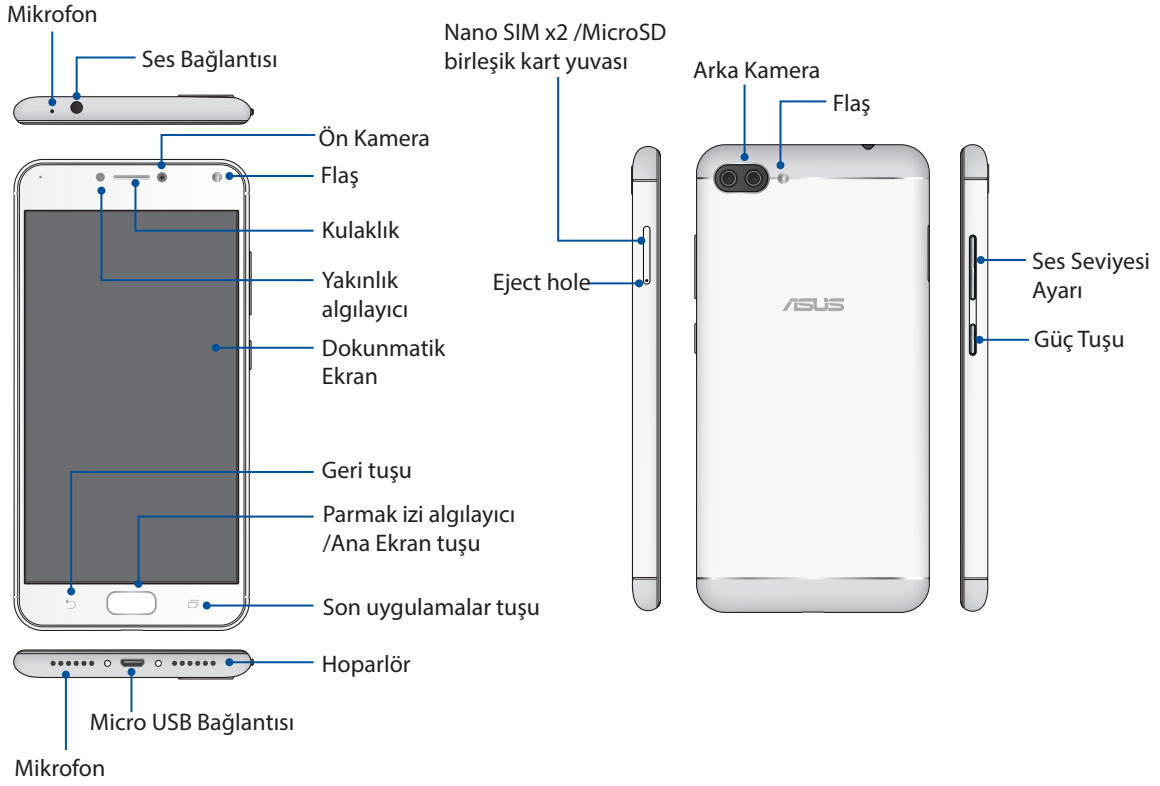 Mikrofon
Ses Bağlantısı
Ön Kamera
Flaş
Kulaklık
Yakınlık
algılayıcı
Dokunmatik
Ekran
Geri tuşu
Parmak izi algılayıcı
/Ana Ekran tuşu
Son uygulamalar tuşu
Hoparlör
Micro USB Bağlantısı
Mikrofon
Nano SIM x2 /MicroSD
birleşik kart yuvası
Eject hole
Arka Kamera
Flaş
ASUS
Ses Seviyesi
Ayarı
Güç Tuşu